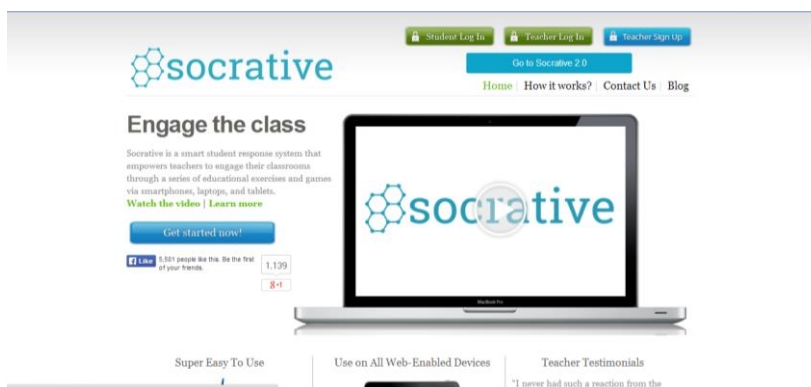 Student Log In
Teacher Log In
Teacher Sign Up
socrative
Go to Socrative 2.0
Home | How it works? | Contact Us | Blog
Engage the class
Socrative is a smart student response system that
empowers teachers to engage their classrooms
through a series of educational exercises and games
via smartphones, laptops, and tablets.
Watch the video | Learn more
Get started now!
Like
5,501 people like this. Be the first
of your friends.
1,139
g+1
socrative
MacBook Pro
Super Easy To Use
Use on All Web-Enabled Devices
Teacher Testimonials
"I never had such a reaction from the